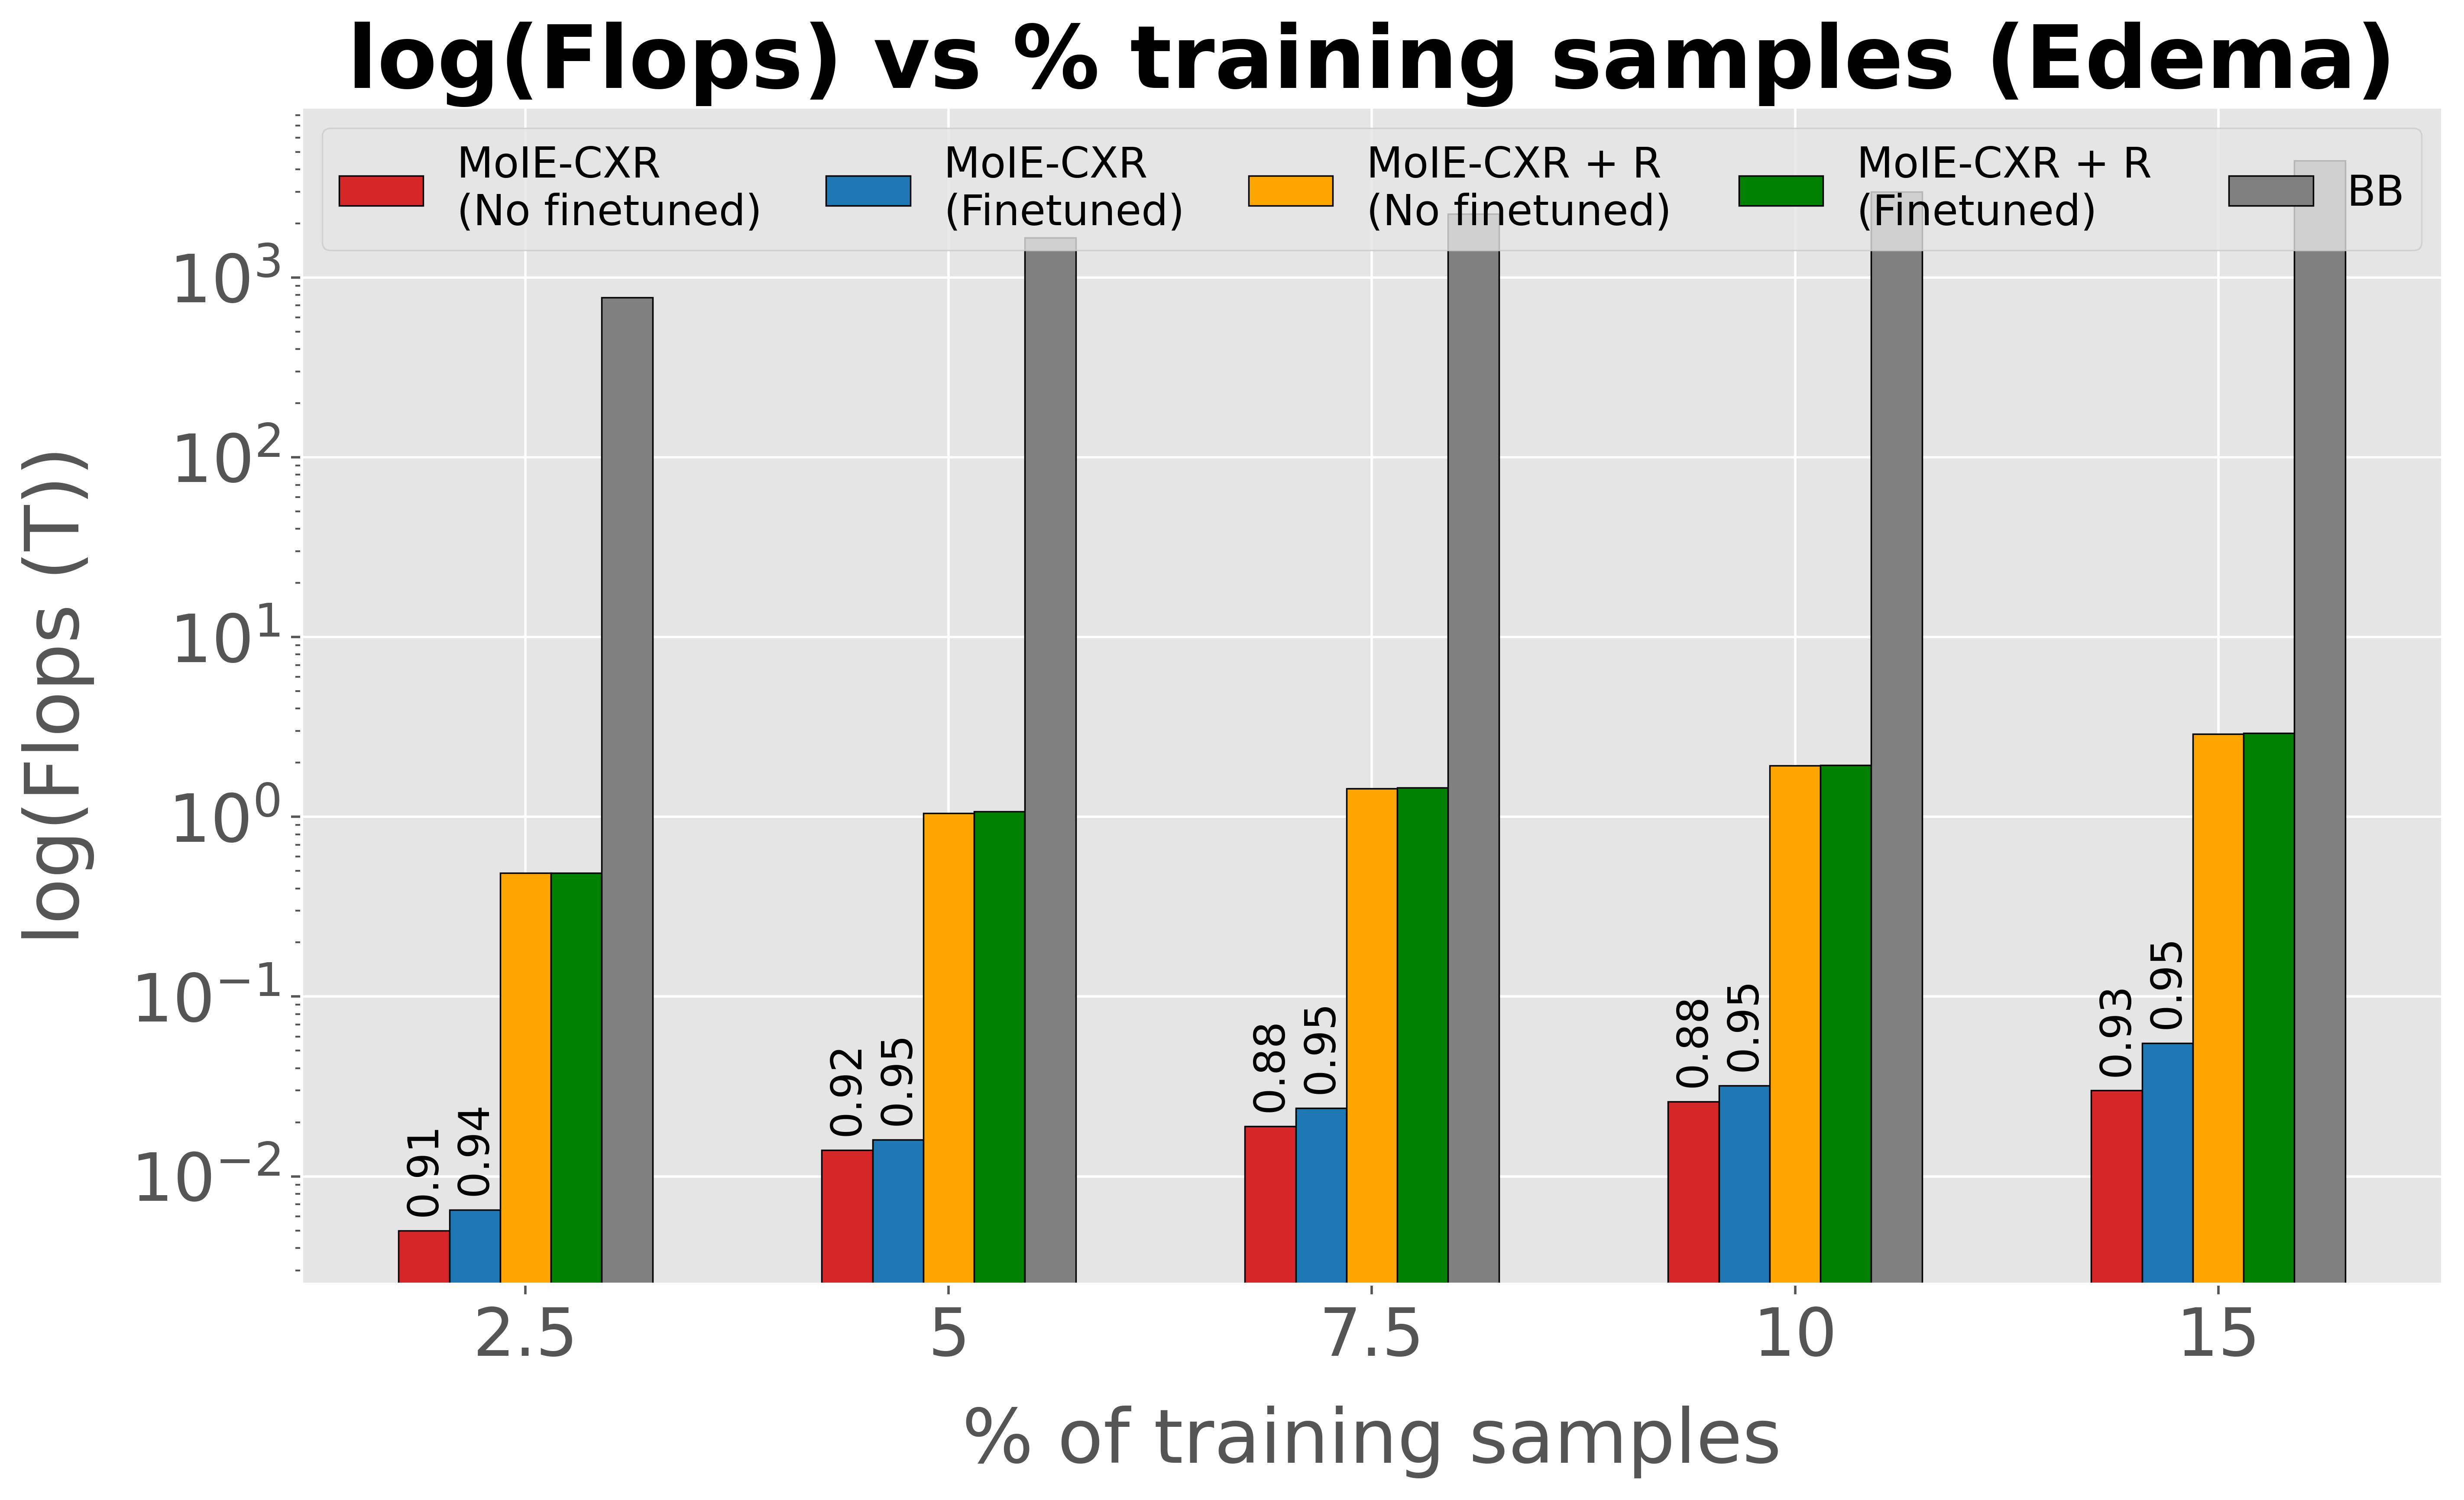 log(Flops) vs % training samples (Edema)
MoIE-CXR
(No finetuned)
MoIE-CXR
(Finetuned)
MoIE-CXR + R
(No finetuned)
MoIE-CXR + R
(Finetuned)
BB
log(Flops (T))
10³
10²
10¹
10⁰
10⁻¹
10⁻²
0.91
0.94
0.92
0.95
0.88
0.95
0.88
0.95
0.93
0.95
2.5
5
7.5
10
15
% of training samples